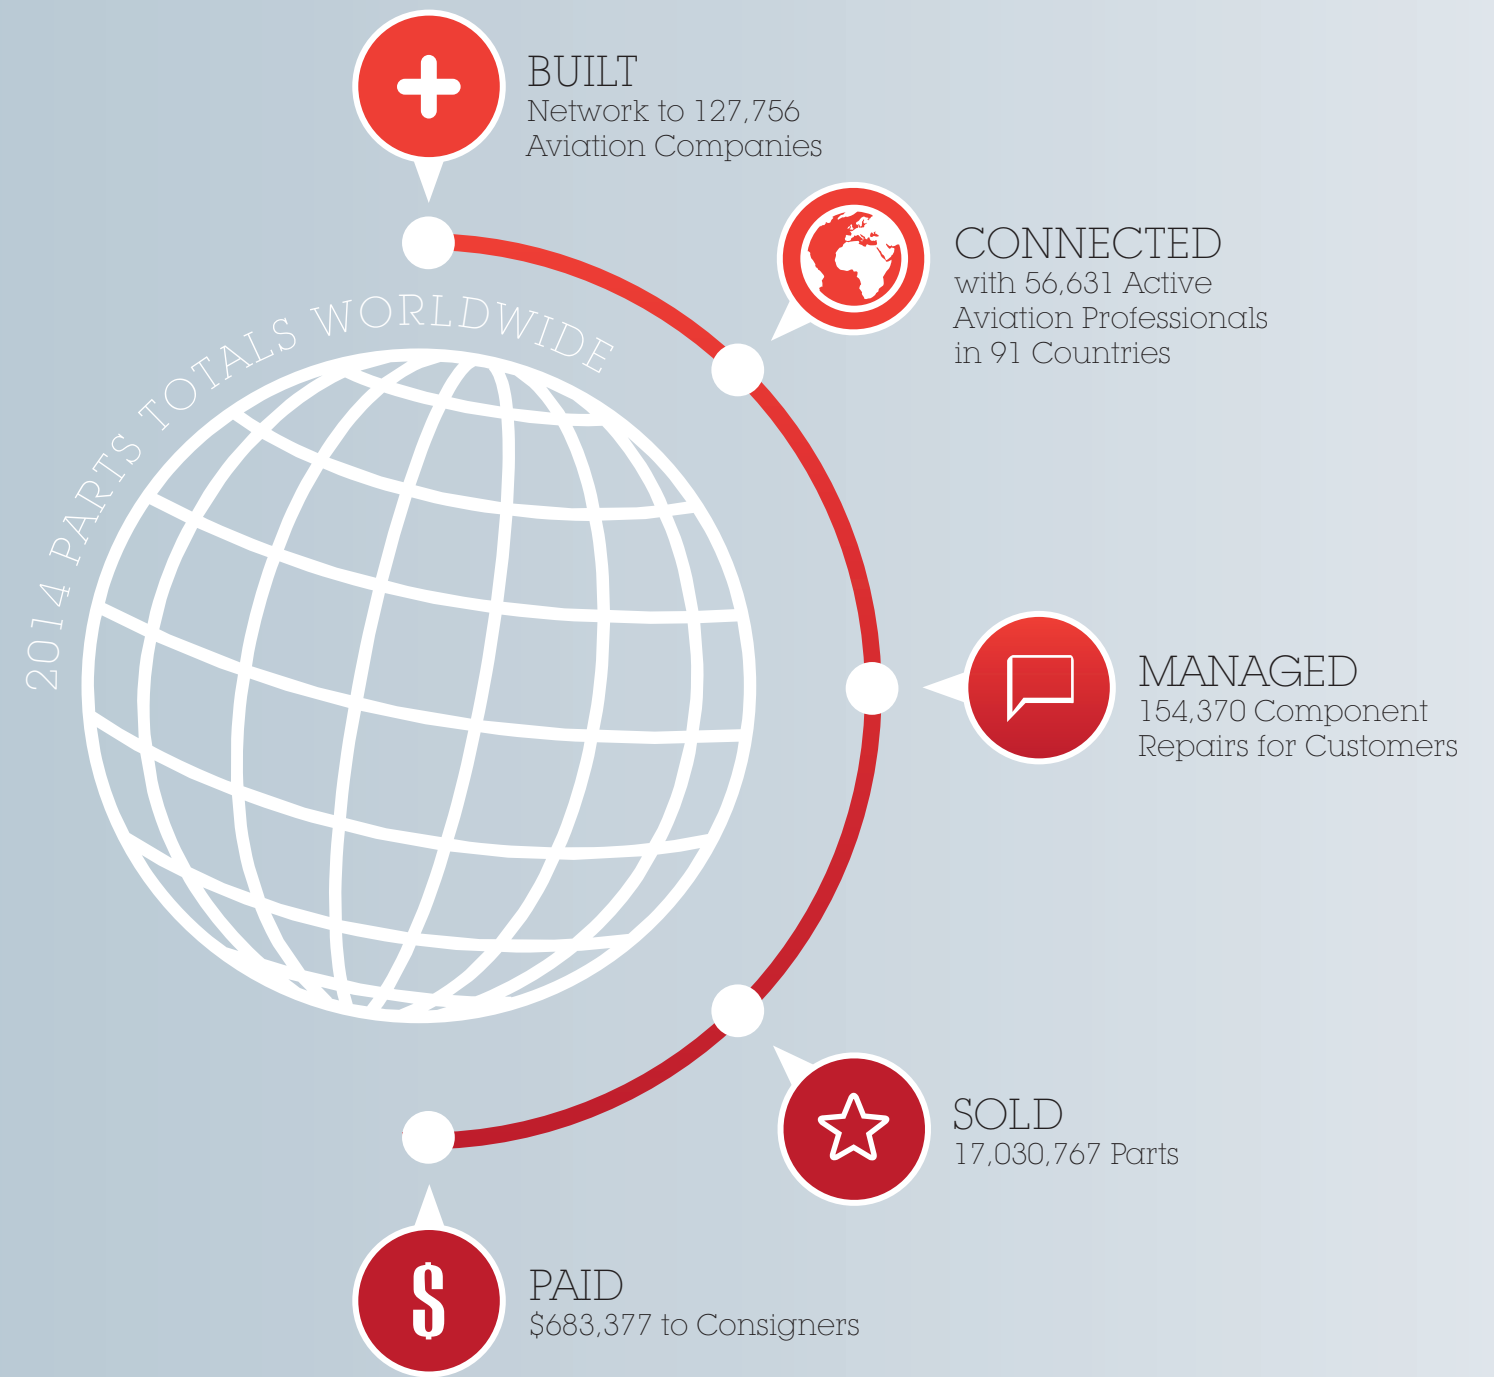 BUILT
Network to 127,756
Aviation Companies
CONNECTED
with 56,631 Active
Aviation Professionals
in 91 Countries
2014 PARTS TOTALS WORLDWIDE
MANAGED
154,370 Component
Repairs for Customers
SOLD
17,030,767 Parts
$
PAID
$683,377 to Consigners